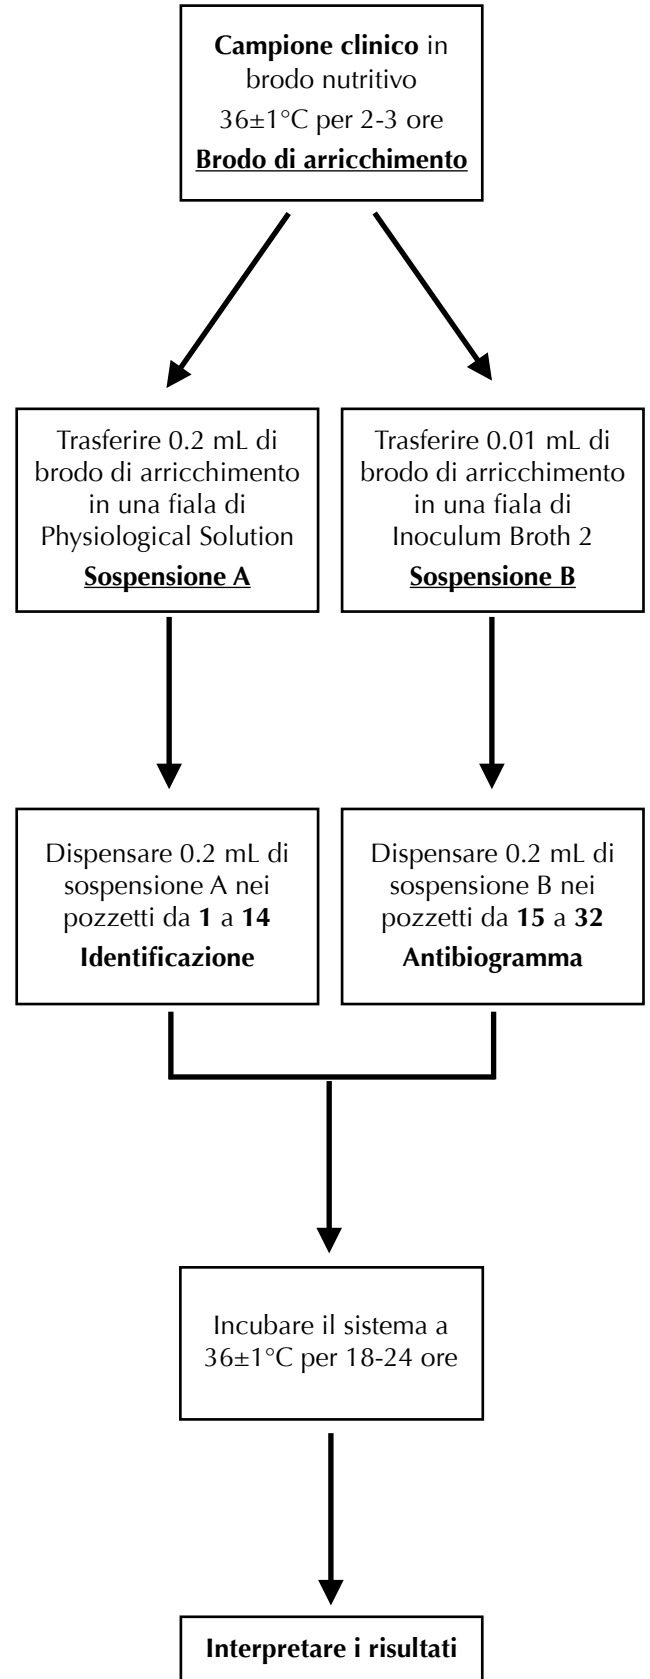 Campione clinico in
brodo nutritivo
36±1°C per 2-3 ore
Brodo di arricchimento
Trasferire 0.2 mL di
brodo di arricchimento
in una fiala di
Physiological Solution
Sospensione A
Trasferire 0.01 mL di
brodo di arricchimento
in una fiala di
Inoculum Broth 2
Sospensione B
Dispensare 0.2 mL di
sospensione A nei
pozzetti da 1 a 14
Identificazione
Dispensare 0.2 mL di
sospensione B nei
pozzetti da 15 a 32
Antibiogramma
Incubare il sistema a
36±1°C per 18-24 ore
Interpretare i risultati